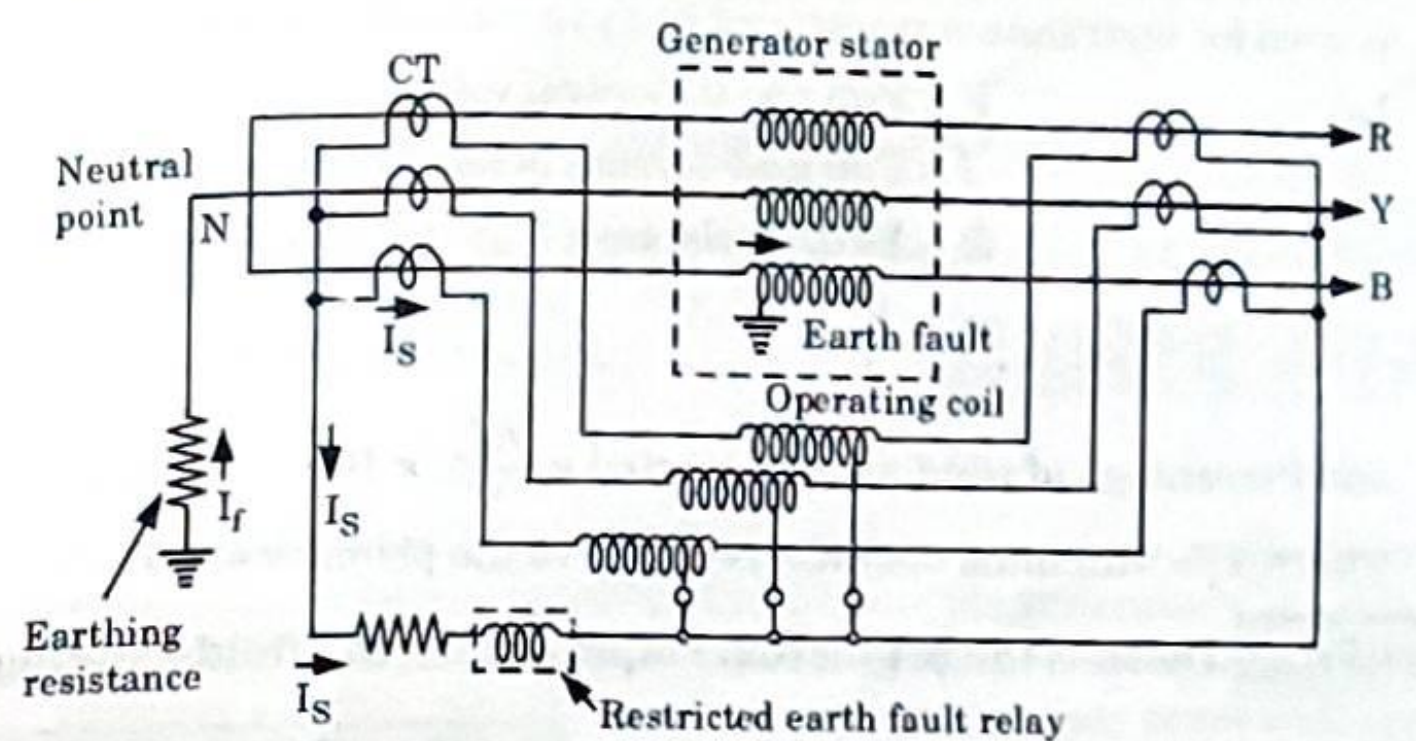 Generator stator
CT
R
Neutral
point
N
Y
B
I_S
Earth fault
Operating coil
I_f
I_S
Earthing
resistance
I_S
Restricted earth fault relay